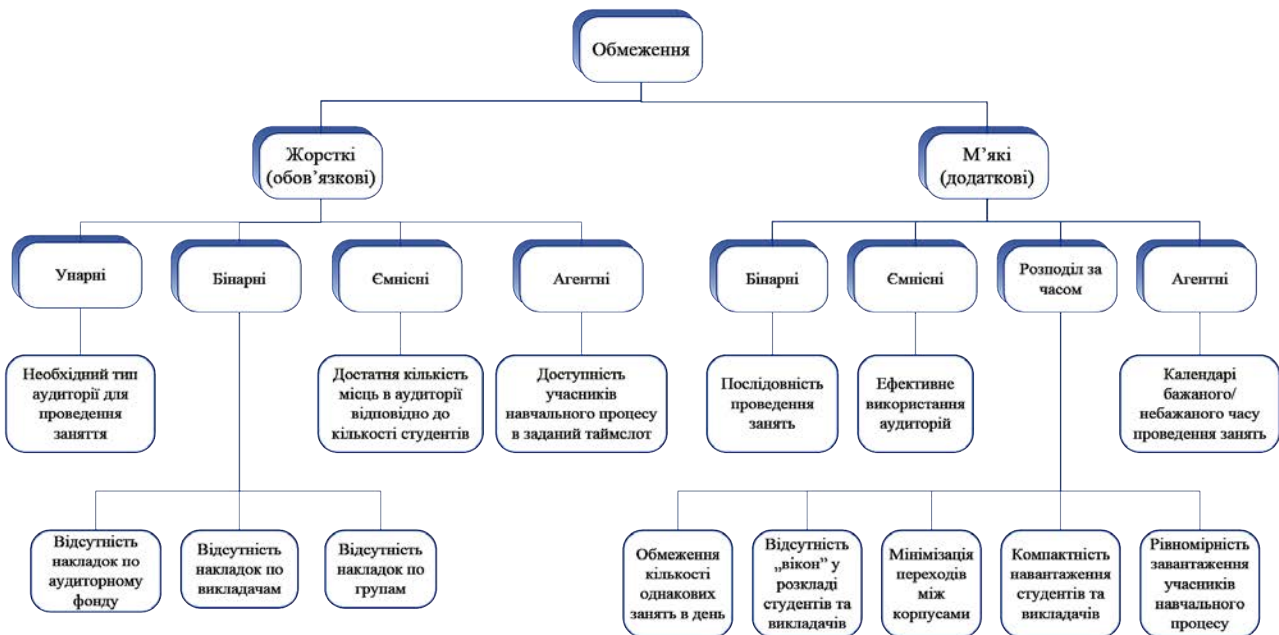 Обмеження
Жорсткі
(обов’язкові)
М’які
(додаткові)
Унарні
Бінарні
Ємнісні
Агентні
Бінарні
Ємнісні
Розподіл за
часом
Агентні
Необхідний тип
аудиторії для
проведення
заняття
Достатня кількість
місць в аудиторії
відповідно до
кількості студентів
Доступність
учасників
навчального процесу
в заданий таймслот
Послідовність
проведення
занять
Ефективне
використання
аудиторій
Календарі
бажаного/
небажаного часу
проведення занять
Відсутність
накладок по
аудиторному
фонду
Відсутність
накладок по
викладачам
Відсутність
накладок по
групам
Обмеження
кількості
однакових
занять в день
Відсутність
„вікон” у
розкладі
студентів та
викладачів
Мінімізація
переходів
між
корпусами
Компактність
навантаження
студентів та
викладачів
Рівномірність
завантаження
учасників
навчального
процесу